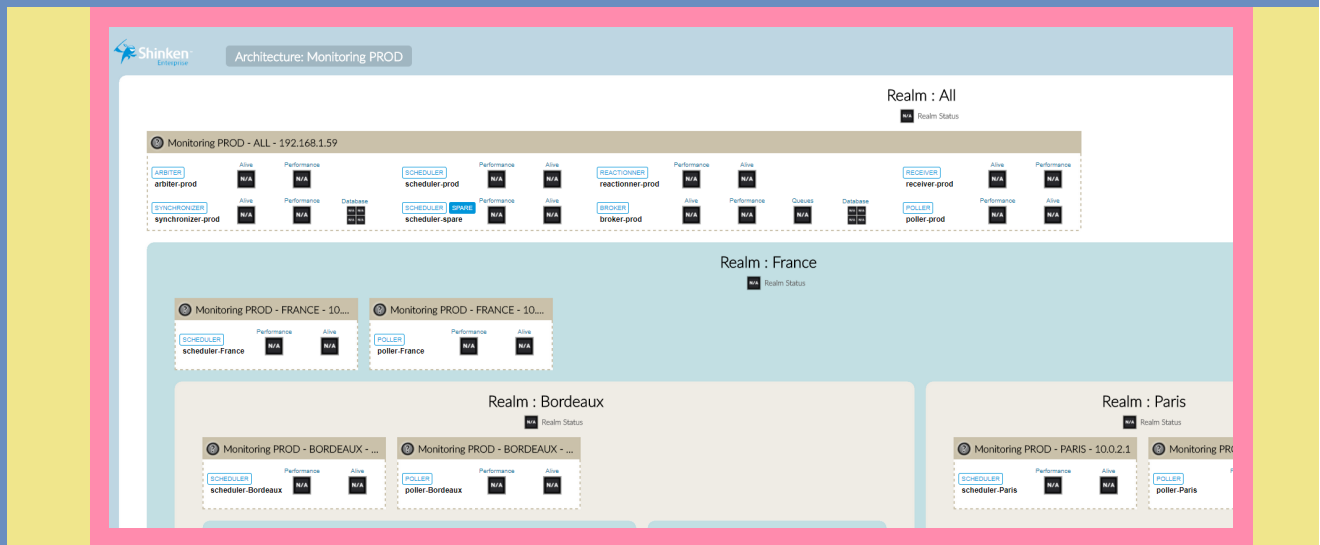 Shinken
Enterprise
Architecture: Monitoring PROD
Realm : All
N/A Realm Status
Monitoring PROD - ALL - 192.168.1.59
Alive Performance Performance Alive Performance Alive Alive Performance
ARBITER N/A N/A SCHEDULER N/A N/A REACTIONNER N/A N/A RECEIVER N/A N/A
arbiter-prod scheduler-prod reactionner-prod receiver-prod
Alive Performance Database Performance Alive Alive Performance Queues Database Performance Alive
SYNCHRONIZER N/A N/A N/A N/A SCHEDULER SPARE N/A N/A BROKER N/A N/A N/A N/A N/A POLLER N/A N/A
synchronizer-prod N/A N/A scheduler-spare broker-prod N/A N/A poller-prod
Realm : France
N/A Realm Status
Monitoring PROD - FRANCE - 10.... Monitoring PROD - FRANCE - 10....
Performance Alive Performance Alive
SCHEDULER N/A N/A POLLER N/A N/A
scheduler-France poller-France
Realm : Bordeaux Realm : Paris
N/A Realm Status N/A Realm Status
Monitoring PROD - BORDEAUX - ... Monitoring PROD - BORDEAUX - ... Monitoring PROD - PARIS - 10.0.2.1 Monitoring PR
Performance Alive Performance Alive Performance Alive
SCHEDULER N/A N/A POLLER N/A N/A SCHEDULER N/A N/A POLLER
scheduler-Bordeaux poller-Bordeaux scheduler-Paris poller-Paris